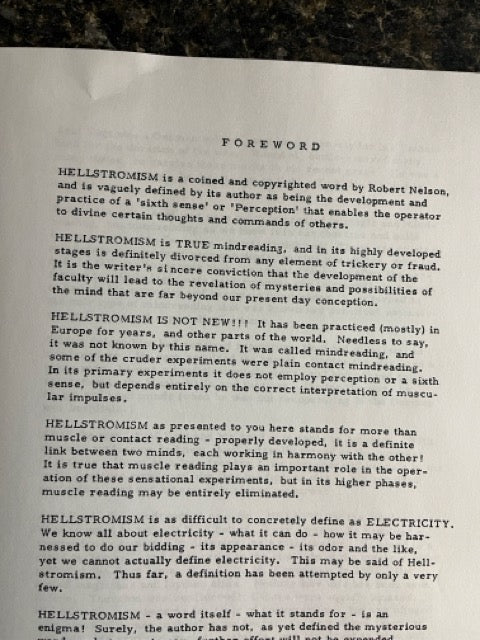 FOREWORD
HELLSTROMISM is a coined and copyrighted word by Robert Nelson,
and is vaguely defined by its author as being the development and
practice of a 'sixth sense' or 'Perception' that enables the operator
to divine certain thoughts and commands of others.
HELLSTROMISM is TRUE mindreading, and in its highly developed
stages is definitely divorced from any element of trickery or fraud.
It is the writer's sincere conviction that the development of the
faculty will lead to the revelation of mysteries and possibilities of
the mind that are far beyond our present day conception.
HELLSTROMISM IS NOT NEW!!! It has been practiced (mostly) in
Europe for years, and other parts of the world. Needless to say,
it was not known by this name. It was called mindreading, and
some of the cruder experiments were plain contact mindreading.
In its primary experiments it does not employ perception or a sixth
sense, but depends entirely on the correct interpretation of muscu-
lar impulses.
HELLSTROMISM as presented to you here stands for more than
muscle or contact reading - properly developed, it is a definite
link between two minds, each working in harmony with the other!
It is true that muscle reading plays an important role in the oper-
ation of these sensational experiments, but in its higher phases,
muscle reading may be entirely eliminated.
HELLSTROMISM is as difficult to concretely define as ELECTRICITY.
We know all about electricity - what it can do - how it may be har-
nessed to do our bidding - its appearance - its odor and the like,
yet we cannot actually define electricity. This may be said of Hell-
stromism. Thus far, a definition has been attempted by only a very
few.
HELLSTROMISM - a word itself - what it stands for - is an
enigma! Surely, the author has not, as yet defined the mysterious
further effort will not be expended